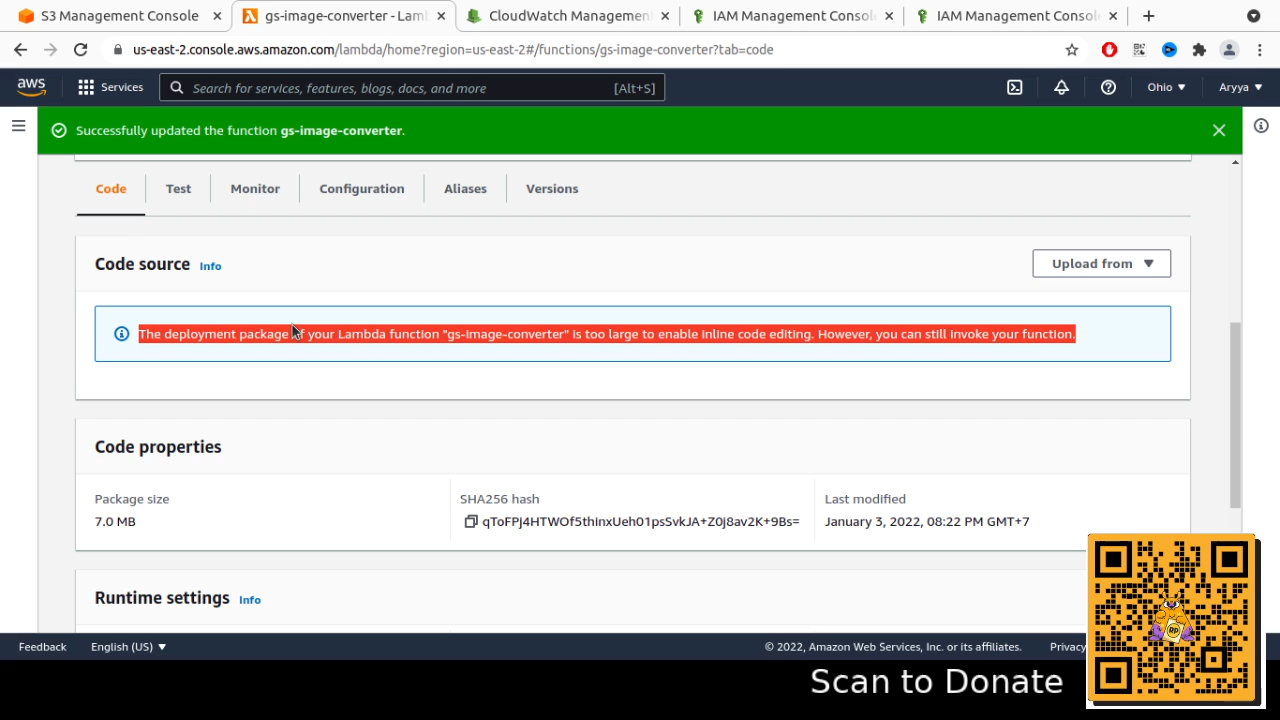 S3 Management Console
gs-image-converter - Lam
CloudWatch Managemen
IAM Management Consol
IAM Management Consol
us-east-2.console.aws.amazon.com/lambda/home?region=us-east-2#/functions/gs-image-converter?tab=code
aws
Services
Search for services, features, blogs, docs, and more
[Alt+S]
Ohio
Aryya
Successfully updated the function gs-image-converter.
Code
Test
Monitor
Configuration
Aliases
Versions
Code source
Info
Upload from
The deployment package of your Lambda function "gs-image-converter" is too large to enable inline code editing. However, you can still invoke your function.
Code properties
Package size
SHA256 hash
Last modified
7.0 MB
qToFPj4HTWOf5thinxUeh01psSvkJA+Z0j8av2K+9Bs=
January 3, 2022, 08:22 PM GMT+7
Runtime settings
Info
Feedback
English (US)
© 2022, Amazon Web Services, Inc. or its affiliates.
Privacy
RP
Scan to Donate